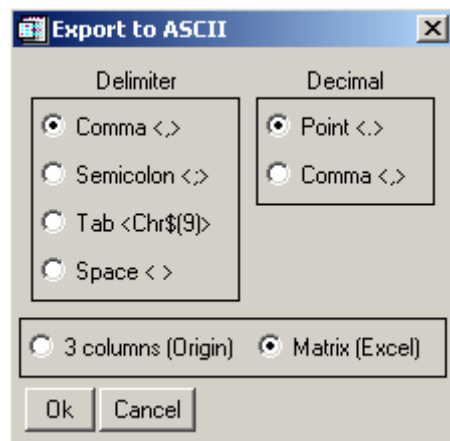 Export to ASCII
Delimiter
Decimal
Comma <,>
Point <.>
Semicolon <;>
Comma <,>
Tab <Chr$(9)>
Space < >
3 columns (Origin)
Matrix (Excel)
Ok
Cancel